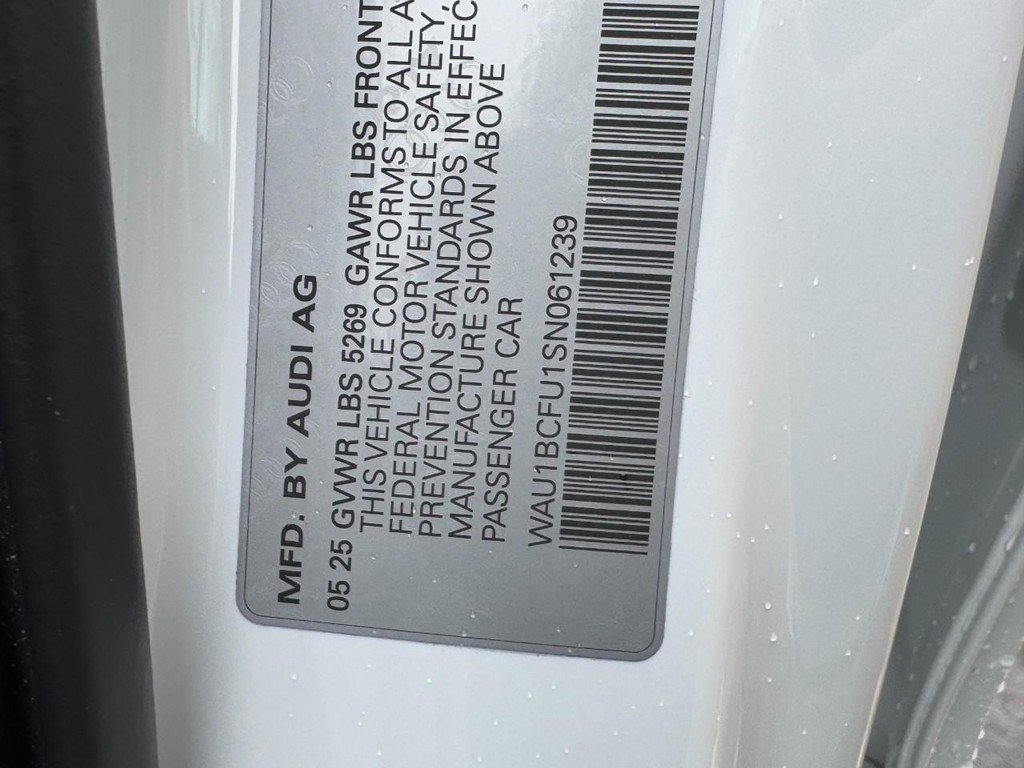 MFD. BY AUDI AG
05 25 GVWR LBS 5269 GAWR LBS FRONT
THIS VEHICLE CONFORMS TO ALL A
FEDERAL MOTOR VEHICLE SAFETY,
PREVENTION STANDARDS IN EFFEC
MANUFACTURE SHOWN ABOVE
PASSENGER CAR
WAU1BCFU1SN061239